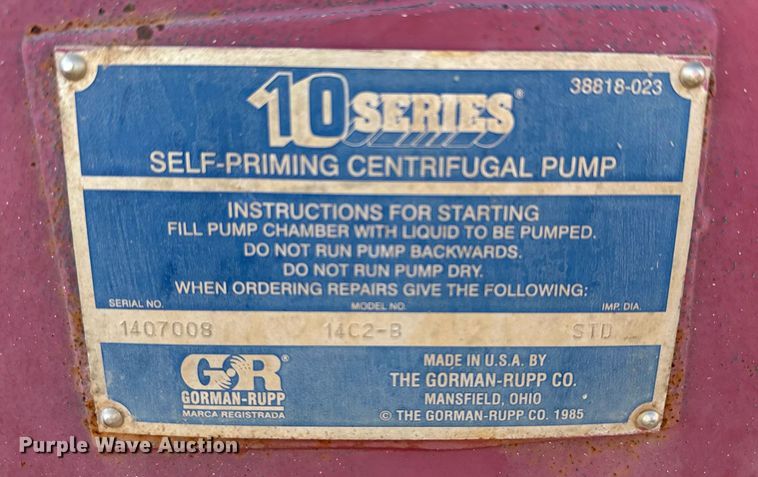 10 SERIES®
38818-023
SELF-PRIMING CENTRIFUGAL PUMP
INSTRUCTIONS FOR STARTING
FILL PUMP CHAMBER WITH LIQUID TO BE PUMPED.
DO NOT RUN PUMP BACKWARDS.
DO NOT RUN PUMP DRY.
WHEN ORDERING REPAIRS GIVE THE FOLLOWING:
SERIAL NO. MODEL NO. IMP. DIA.
1407008 14C2-B STD
GR®
GORMAN-RUPP
MARCA REGISTRADA
MADE IN U.S.A. BY
THE GORMAN-RUPP CO.
MANSFIELD, OHIO
© THE GORMAN-RUPP CO. 1985
Purple Wave Auction